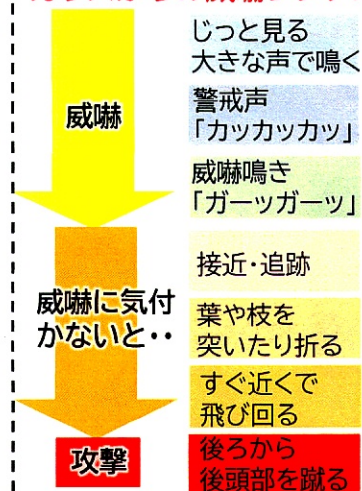 じっと見る
大きな声で鳴く
威嚇
警戒声
「カッカッカッ」
威嚇鳴き
「ガーッガーッ」
威嚇に気付
かないと・・
接近・追跡
葉や枝を
突いたり折る
すぐ近くで
飛び回る
攻撃
後ろから
後頭部を蹴る